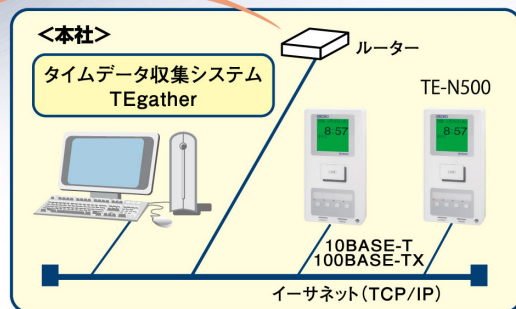 <本社>
タイムデータ収集システム
TEgather
ルーター
TE-N500
8:57
8:57
10BASE-T
100BASE-TX
イーサネット(TCP/IP)